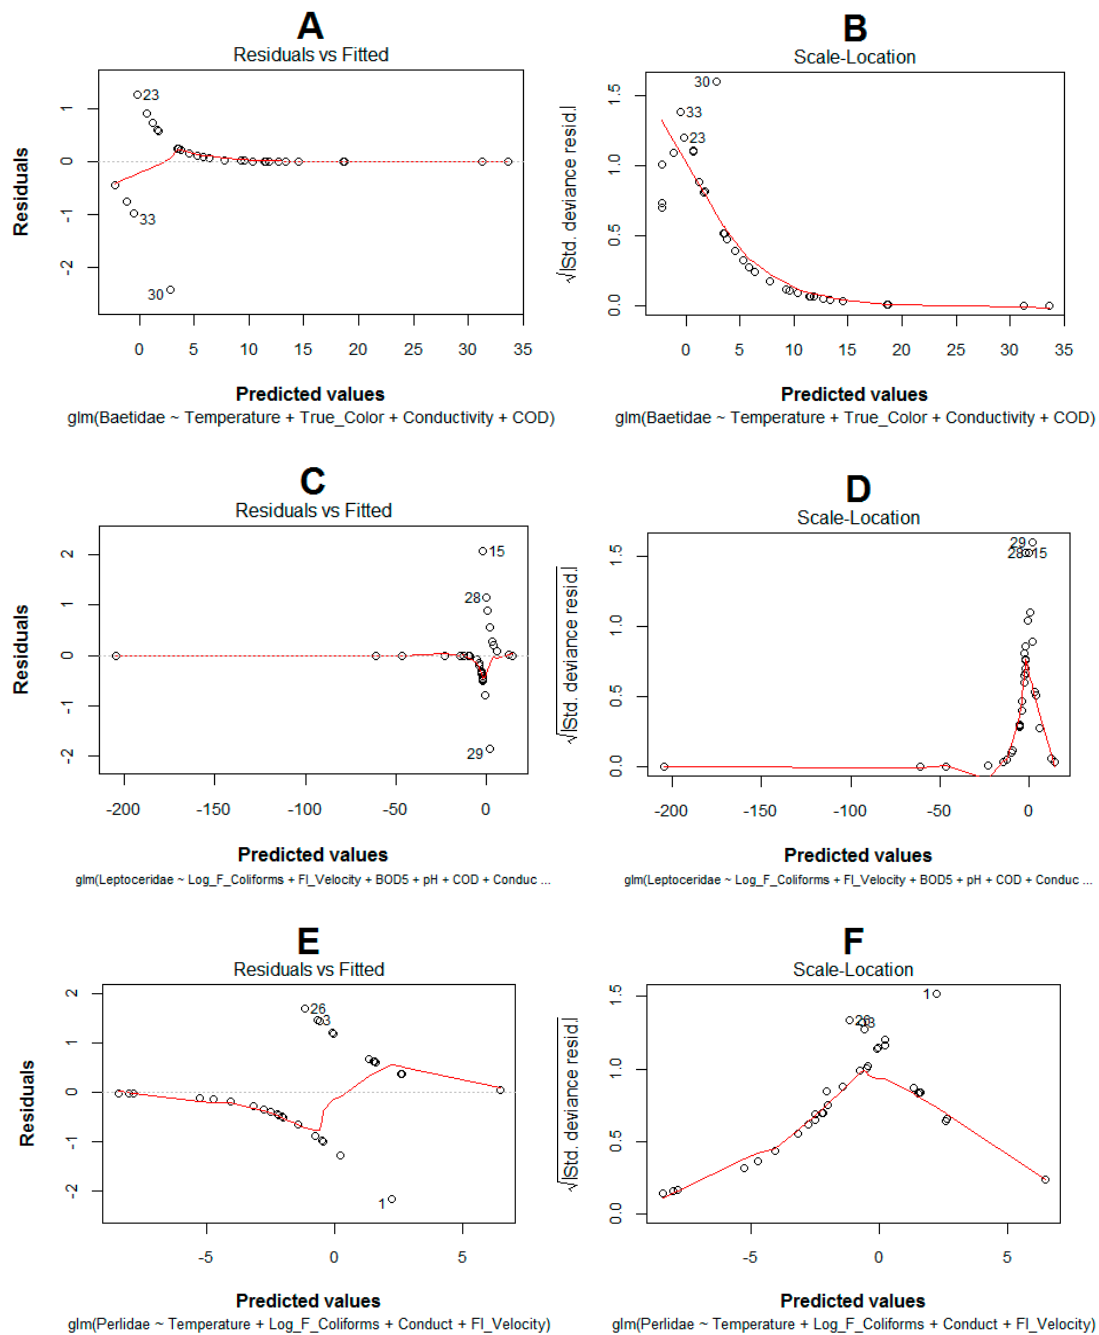 A
Residuals vs Fitted
Residuals
1
0
-1
-2
23
33
30
0 5 10 15 20 25 30 35
Predicted values
glm(Baetidae ~ Temperature + True_Color + Conductivity + COD)
B
Scale-Location
√|Std. deviance resid.|
1.5
1.0
0.5
0.0
30
33
23
0 5 10 15 20 25 30 35
Predicted values
glm(Baetidae ~ Temperature + True_Color + Conductivity + COD)
C
Residuals vs Fitted
Residuals
2
1
0
-1
-2
15
28
29
-200 -150 -100 -50 0
Predicted values
glm(Leptoceridae ~ Log_F_Coliforms + Fl_Velocity + BOD5 + pH + COD + Conduc ...
D
Scale-Location
√|Std. deviance resid.|
1.5
1.0
0.5
0.0
29
28 15
-200 -150 -100 -50 0
Predicted values
glm(Leptoceridae ~ Log_F_Coliforms + Fl_Velocity + BOD5 + pH + COD + Conduc ...
E
Residuals vs Fitted
Residuals
2
1
0
-1
-2
26
3
1
-5 0 5
Predicted values
glm(Perlidae ~ Temperature + Log_F_Coliforms + Conduct + Fl_Velocity)
F
Scale-Location
√|Std. deviance resid.|
1.5
1.0
0.5
0.0
1
26
3
-5 0 5
Predicted values
glm(Perlidae ~ Temperature + Log_F_Coliforms + Conduct + Fl_Velocity)